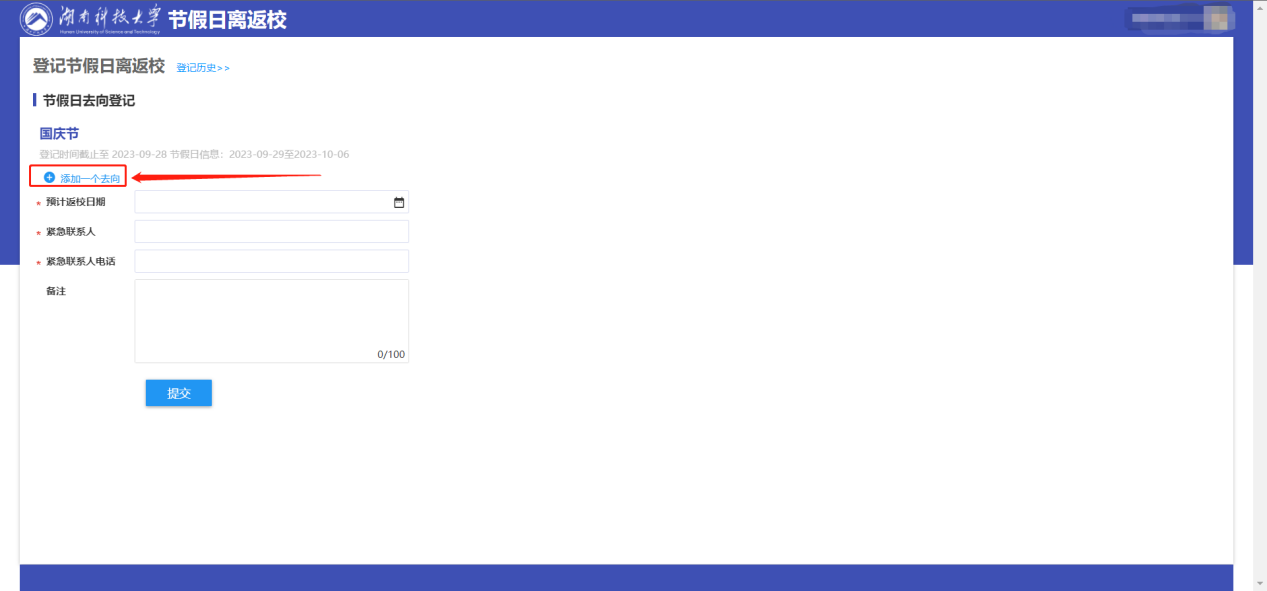 湖南科技大学 节假日离返校
Hunan University of Science and Technology
登记节假日离返校 登记历史>>
节假日去向登记
国庆节
登记时间截止至 2023-09-28 节假日信息：2023-09-29至2023-10-06
添加一个去向
* 预计返校日期
* 紧急联系人
* 紧急联系人电话
备注
0/100
提交